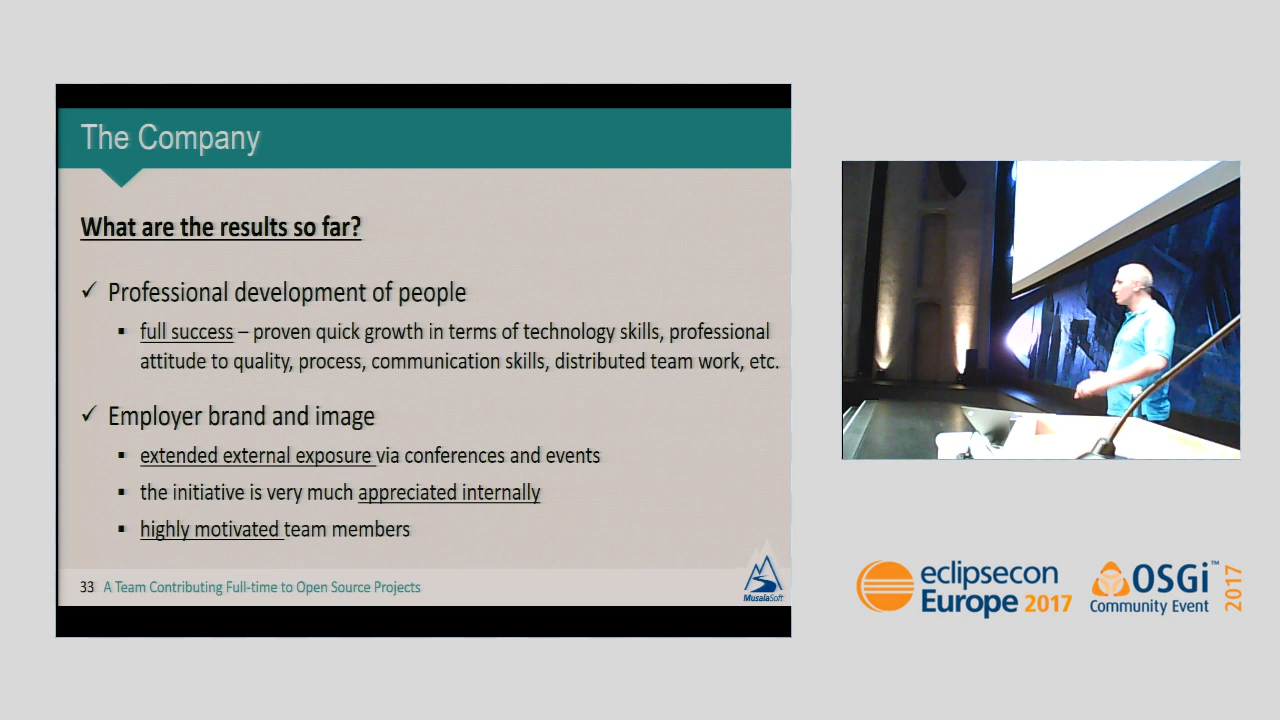 The Company
What are the results so far?
✓ Professional development of people
▪ full success – proven quick growth in terms of technology skills, professional
attitude to quality, process, communication skills, distributed team work, etc.
✓ Employer brand and image
▪ extended external exposure via conferences and events
▪ the initiative is very much appreciated internally
▪ highly motivated team members
33 A Team Contributing Full-time to Open Source Projects
MusalaSoft
eclipsecon
Europe 2017
OSGi™
Community Event
2017